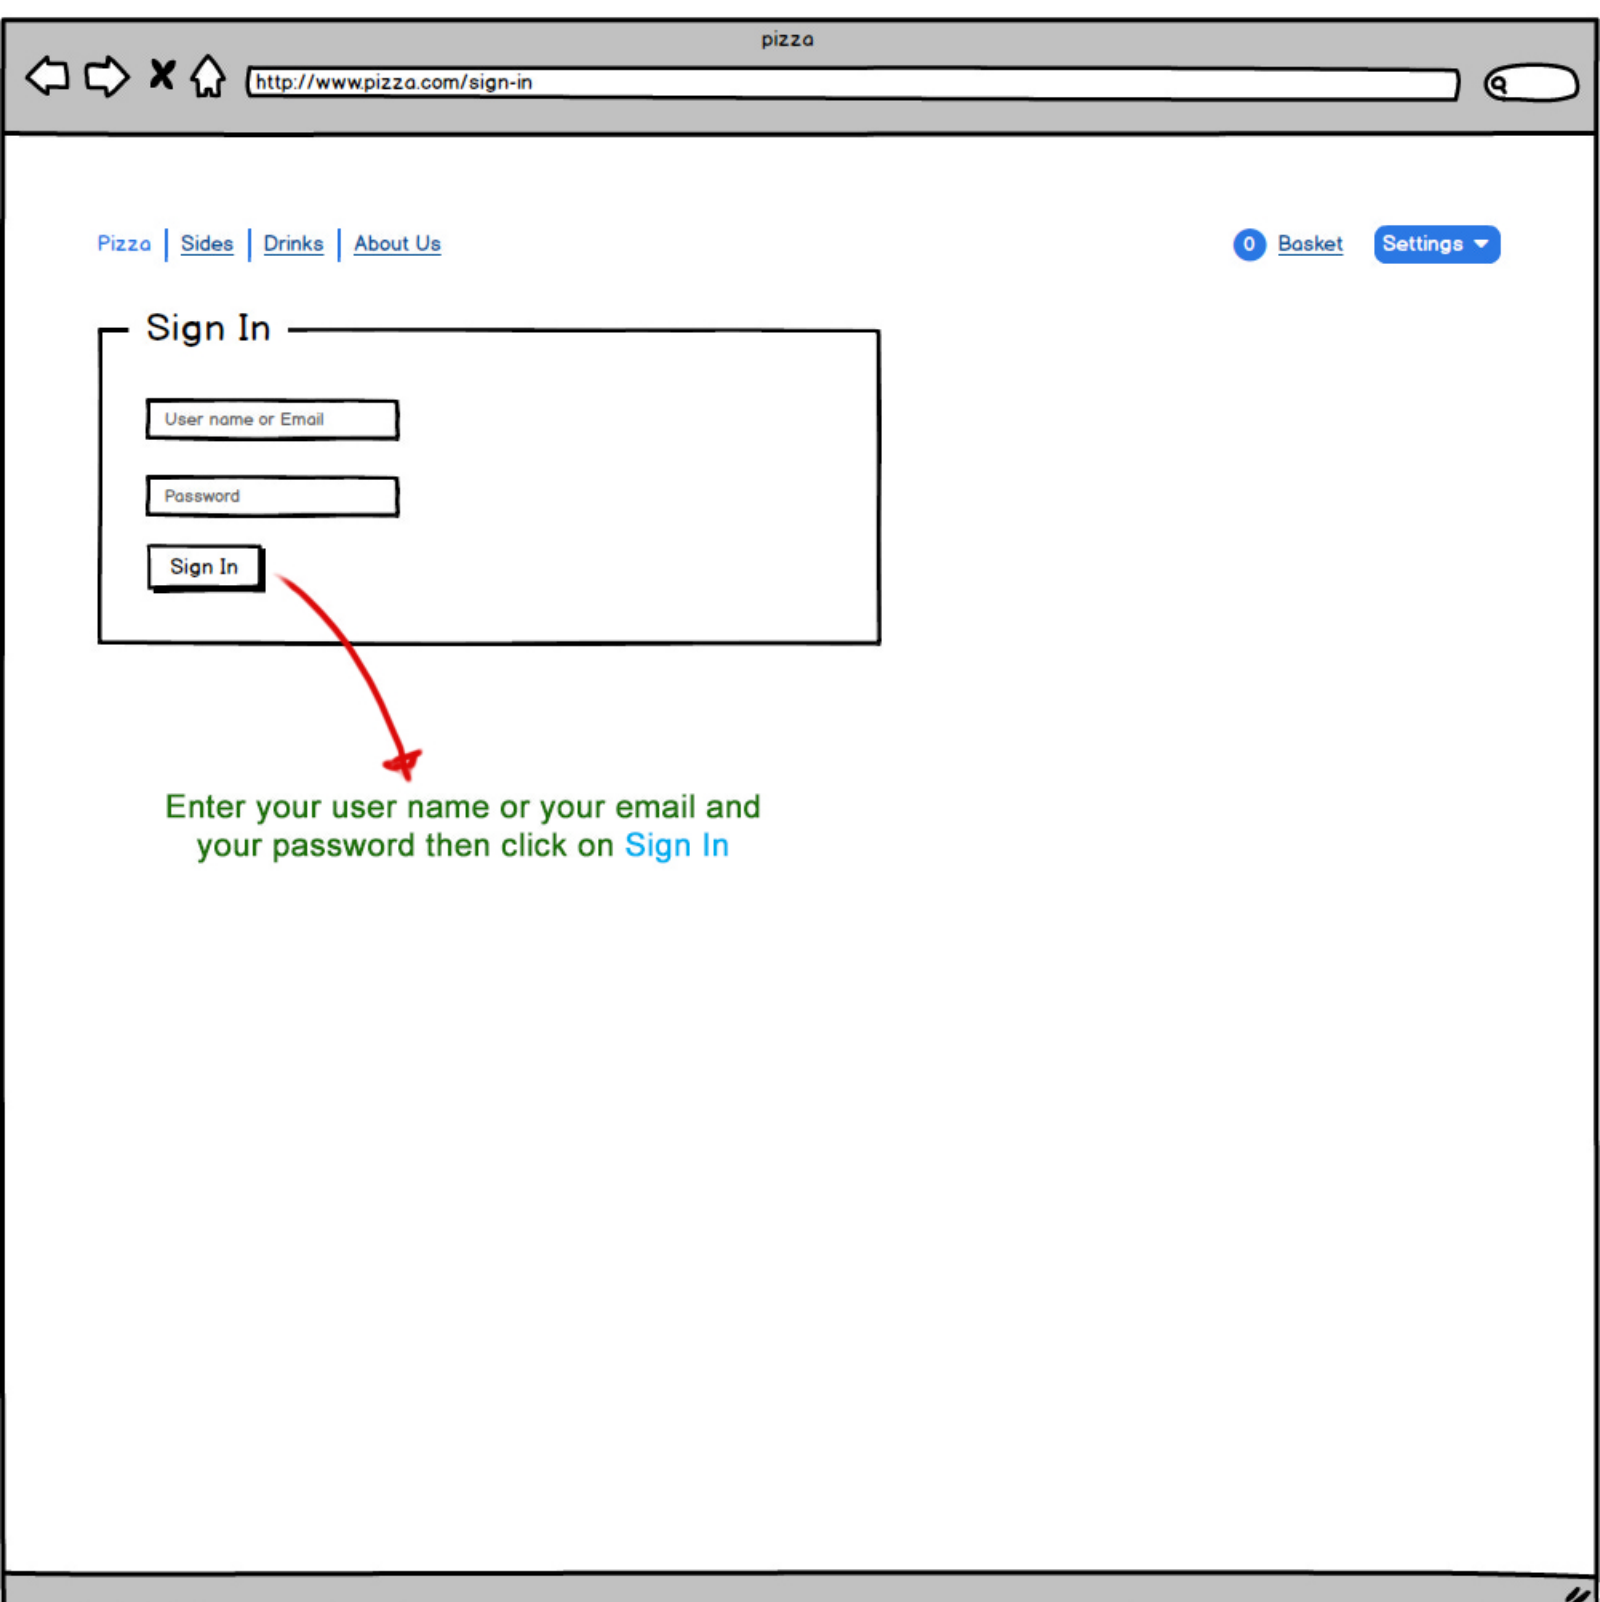 pizza
http://www.pizza.com/sign-in
Pizza Sides Drinks About Us 0 Basket Settings
Sign In
User name or Email
Password
Sign In
Enter your user name or your email and
your password then click on Sign In